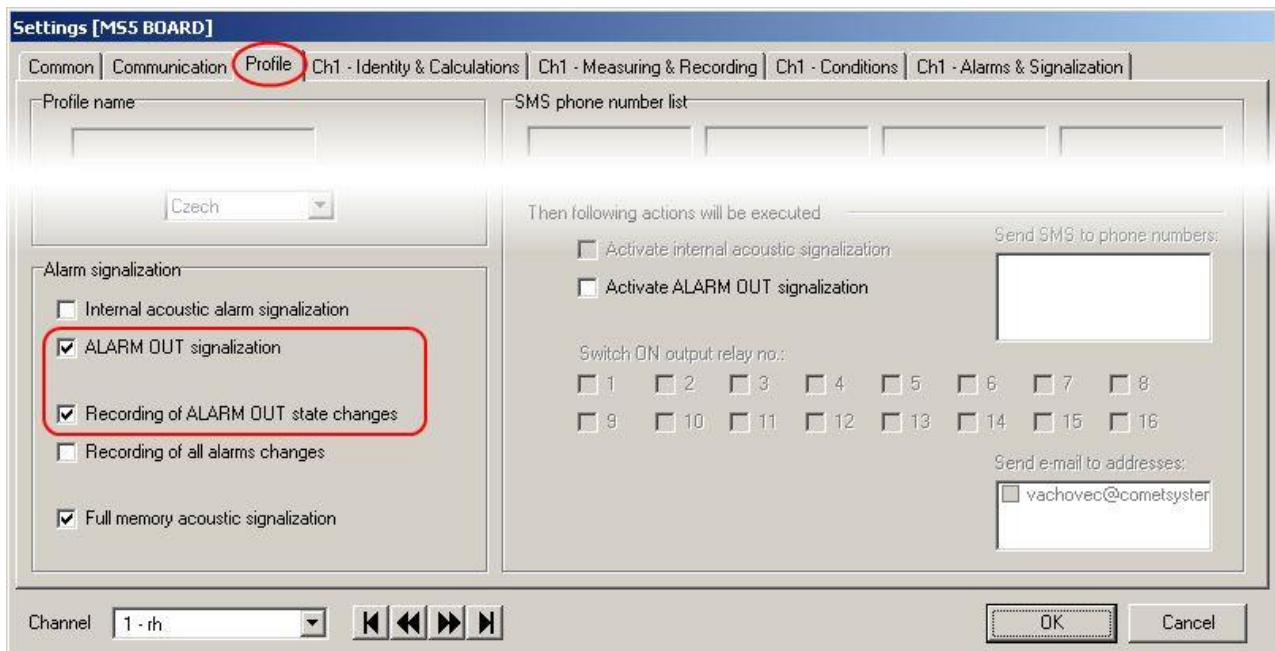 Settings [MS5 BOARD]
Common Communication Profile Ch1 - Identity & Calculations Ch1 - Measuring & Recording Ch1 - Conditions Ch1 - Alarms & Signalization
Profile name
Czech
Alarm signalization
Internal acoustic alarm signalization
ALARM OUT signalization
Recording of ALARM OUT state changes
Recording of all alarms changes
Full memory acoustic signalization
SMS phone number list
Then following actions will be executed
Activate internal acoustic signalization
Activate ALARM OUT signalization
Send SMS to phone numbers:
Switch ON output relay no.:
1 2 3 4 5 6 7 8
9 10 11 12 13 14 15 16
Send e-mail to addresses:
vachovec@cometsyster
Channel 1 - rh
OK Cancel